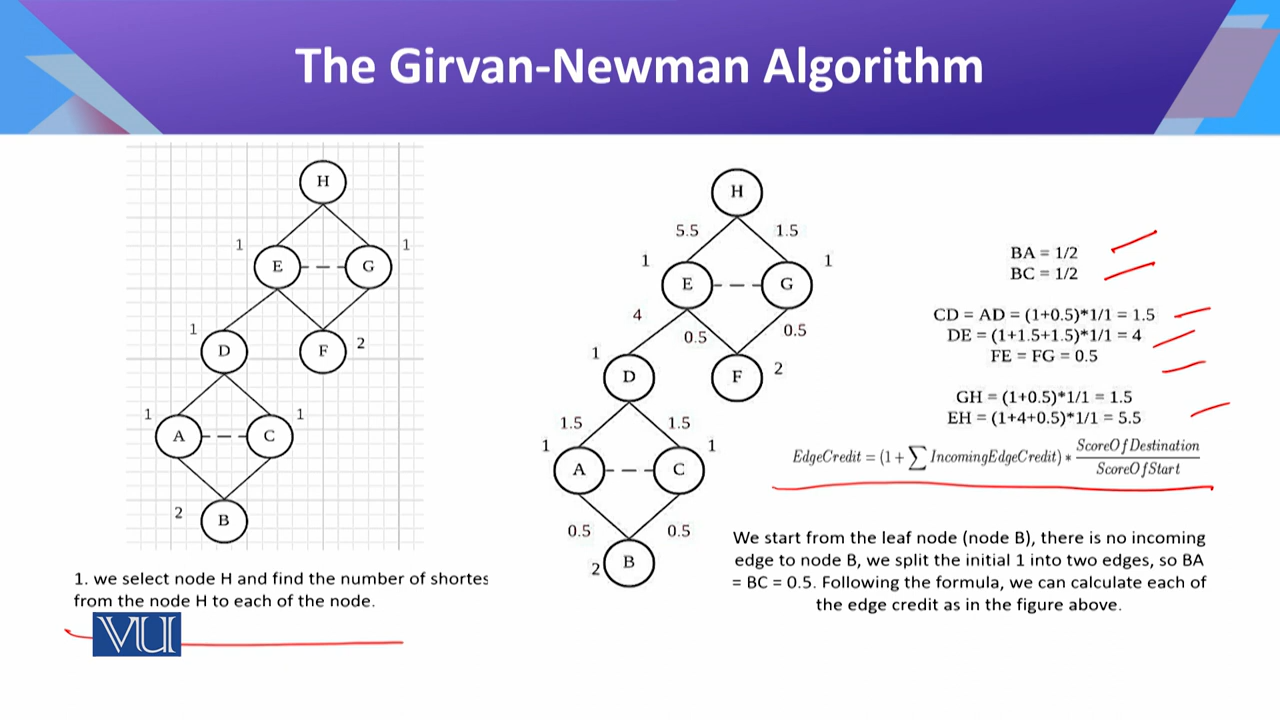 The Girvan-Newman Algorithm
H
1
1
E
G
1
D
F
2
1
1
A
C
2
B
1. we select node H and find the number of shortes
from the node H to each of the node.
VU
H
5.5
1.5
1
1
E
G
4
0.5
0.5
1
D
F
2
1.5
1.5
1
1
A
C
0.5
0.5
2
B
BA = 1/2
BC = 1/2
CD = AD = (1+0.5)*1/1 = 1.5
DE = (1+1.5+1.5)*1/1 = 4
FE = FG = 0.5
GH = (1+0.5)*1/1 = 1.5
EH = (1+4+0.5)*1/1 = 5.5
EdgeCredit = (1 + ∑ IncomingEdgeCredit) * ScoreOfDestination / ScoreOfStart
We start from the leaf node (node B), there is no incoming
edge to node B, we split the initial 1 into two edges, so BA
= BC = 0.5. Following the formula, we can calculate each of
the edge credit as in the figure above.